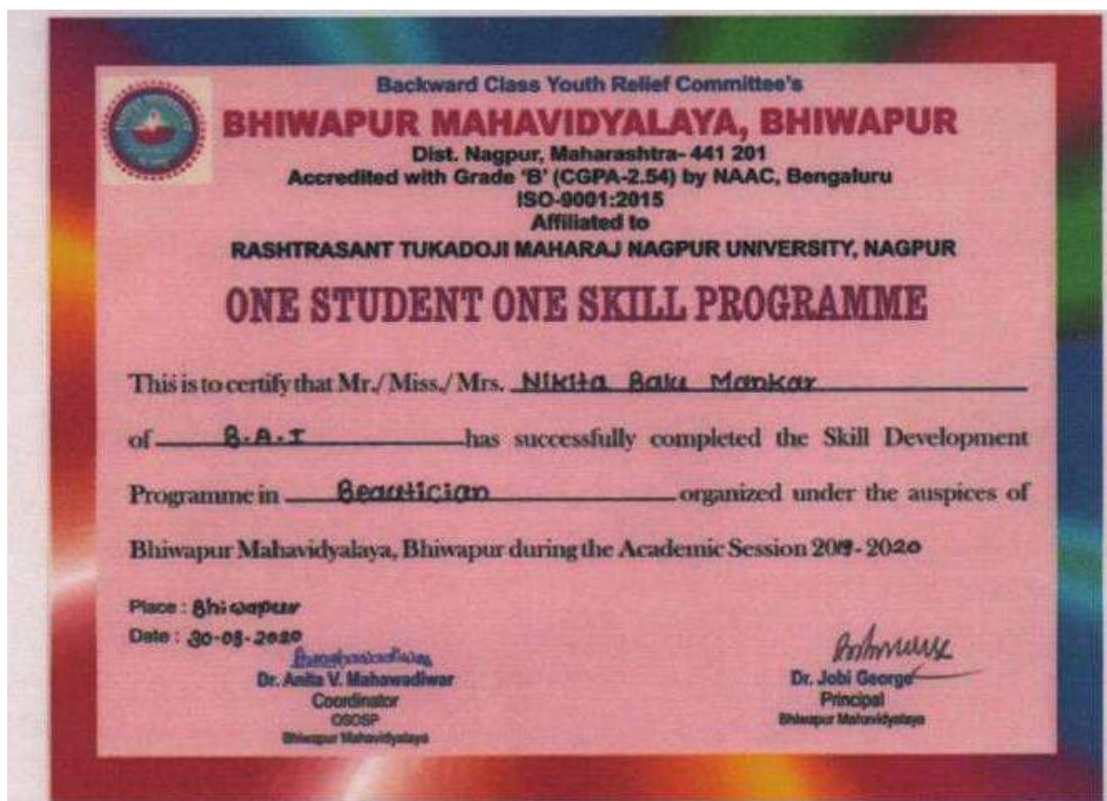 Backward Class Youth Relief Committee's
BHIWAPUR MAHAVIDYALAYA, BHIWAPUR
Dist. Nagpur, Maharashtra- 441 201
Accredited with Grade 'B' (CGPA-2.54) by NAAC, Bengaluru
ISO-9001:2015
Affiliated to
RASHTRASANT TUKADOJI MAHARAJ NAGPUR UNIVERSITY, NAGPUR
ONE STUDENT ONE SKILL PROGRAMME
This is to certify that Mr./ Miss./ Mrs. Nikita Balu Mankar
of B.A.I has successfully completed the Skill Development
Programme in Beautician organized under the auspices of
Bhiwapur Mahavidyalaya, Bhiwapur during the Academic Session 2019-2020
Place : Bhiwapur
Date : 30-03-2020
Dr. Anita V. Mahawadiwar
Coordinator
OSOSP
Bhiwapur Mahavidyalaya
Dr. Jobi George
Principal
Bhiwapur Mahavidyalaya